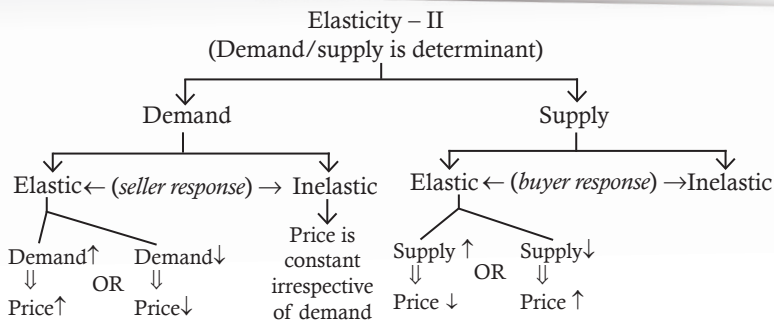 Elasticity – II
(Demand/supply is determinant)
Demand Supply
Elastic ← (seller response) → Inelastic Elastic ← (buyer response) → Inelastic
Demand↑ OR Demand↓
⇓ ⇓
Price↑ Price↓
Price is
constant
irrespective
of demand
Supply ↑ OR Supply↓
⇓ ⇓
Price ↓ Price ↑